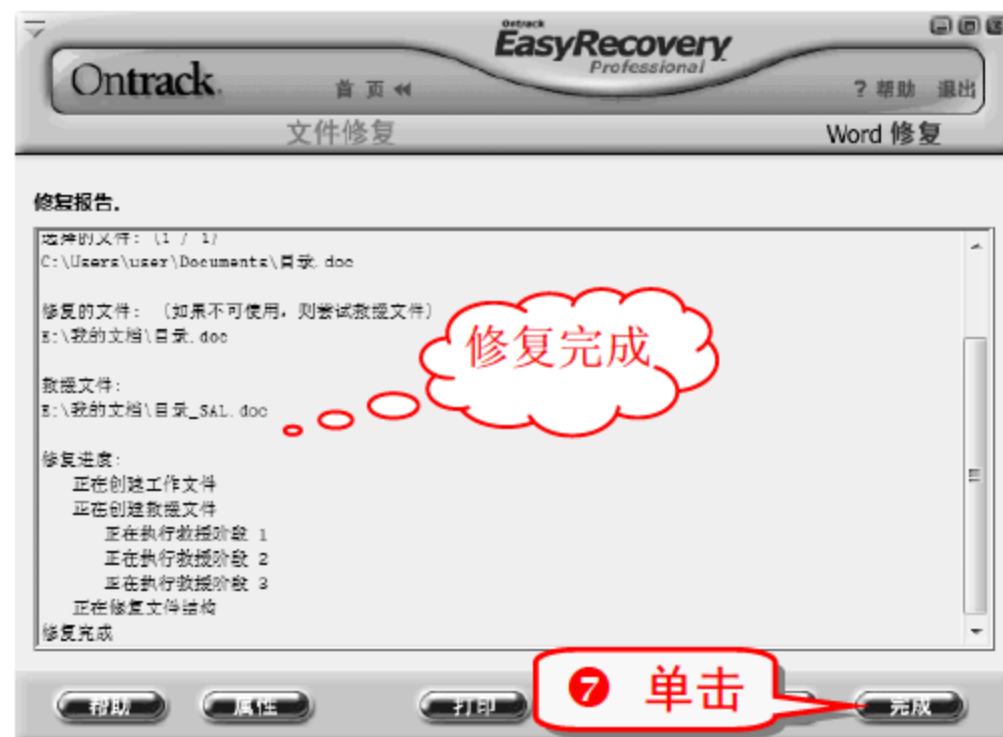 Ontrack
EasyRecovery
Professional
Ontrack
首 页
? 帮助 退出
文件修复
Word 修复
修复报告.
选择的文件: (1 / 1)
C:\Users\user\Documents\目录.doc
修复的文件: (如果不可使用，则尝试救援文件)
E:\我的文档\目录.doc
修复完成
救援文件:
E:\我的文档\目录_SAL.doc
修复进度:
正在创建工作文件
正在创建救援文件
正在执行救援阶段 1
正在执行救援阶段 2
正在执行救援阶段 3
正在修复文件结构
修复完成
❼ 单击
帮助
属性
打印
完成